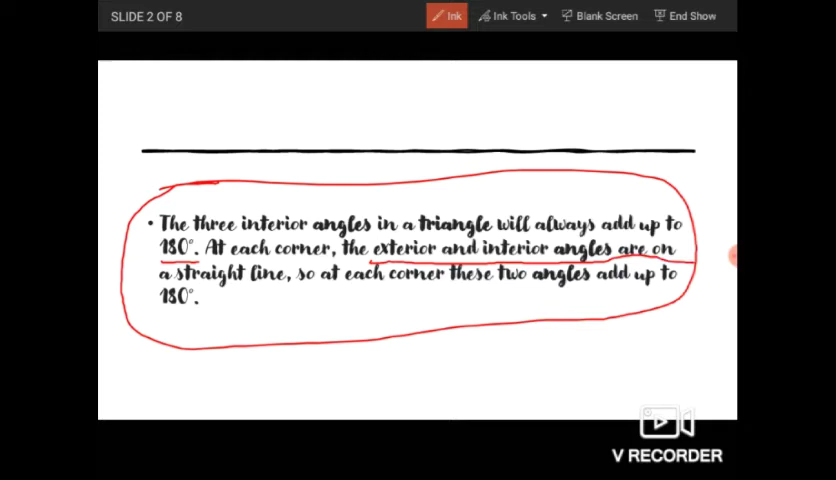 SLIDE 2 OF 8
Ink Ink Tools Blank Screen End Show
• The three interior angles in a triangle will always add up to
180°. At each corner, the exterior and interior angles are on
a straight line, so at each corner these two angles add up to
180°.
V RECORDER